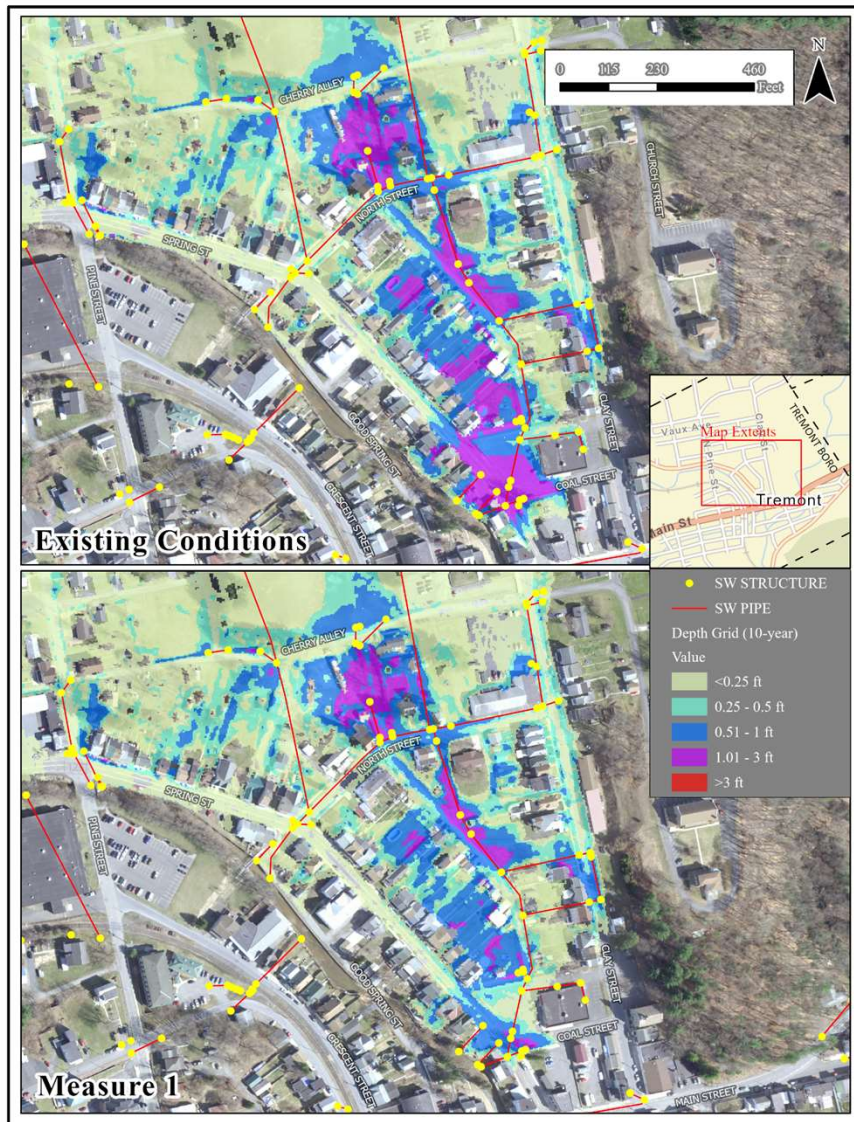 N
0 115 230 460
Feet
CHERRY ALLEY
CHURCH STREET
NORTH STREET
SPRING ST
PINE STREET
GOOD SPRING ST
CLAY STREET
COAL STREET
CRESCENT STREET
Existing Conditions
Vaux Ave
Clay St
N Pine St
Map Extents
TREMONT BORO
Tremont
Main St
SW STRUCTURE
SW PIPE
Depth Grid (10-year)
Value
<0.25 ft
0.25 - 0.5 ft
0.51 - 1 ft
1.01 - 3 ft
>3 ft
CHERRY ALLEY
NORTH STREET
SPRING ST
PINE STREET
GOOD SPRING ST
CLAY STREET
COAL STREET
CRESCENT STREET
MAIN STREET
Measure 1